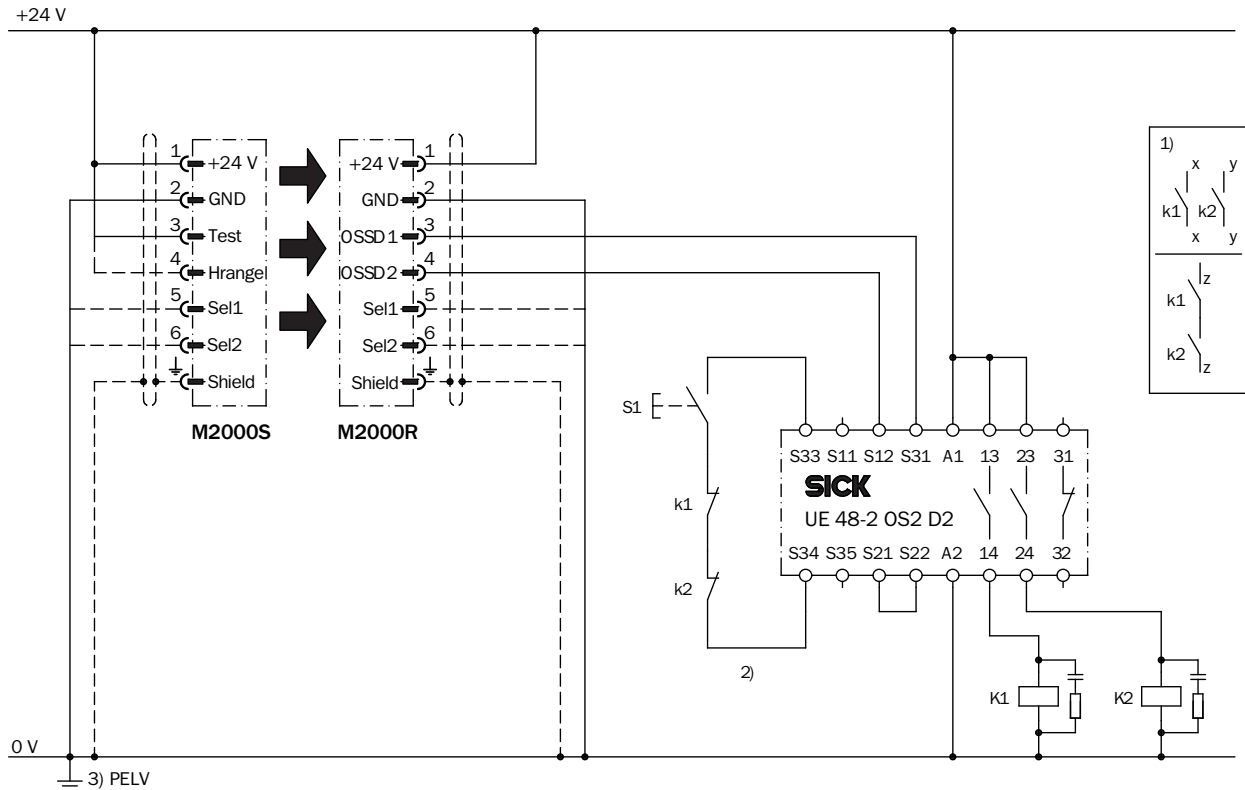 +24 V
1 +24 V
2 GND
3 Test
4 Hrangel
5 Sel1
6 Sel2
Shield
M2000S
+24 V 1
GND 2
OSSD1 3
OSSD2 4
Sel1 5
Sel2 6
Shield
M2000R
1)
x y
k1 k2
x y
z
k1
k2
z
S1
k1
k2
2)
S33 S11 S12 S31 A1 13 23 31
SICK
UE 48-2 OS2 D2
S34 S35 S21 S22 A2 14 24 32
K1 K2
0 V
3) PELV